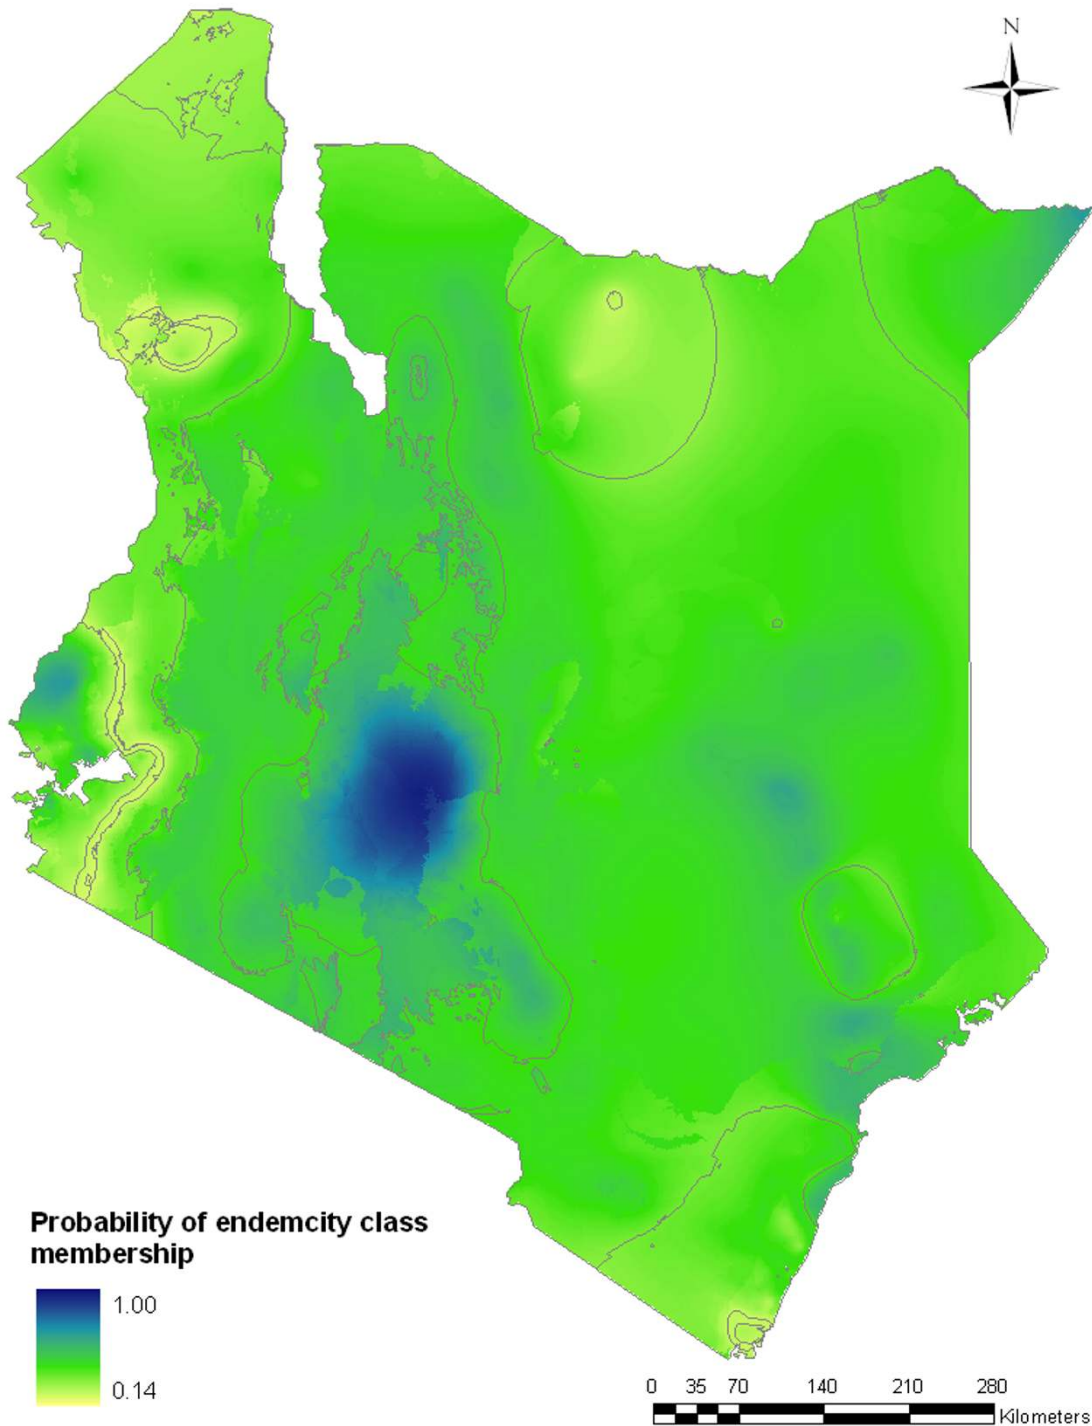 N
Probability of endemcity class
membership
1.00
0.14
0 35 70 140 210 280
Kilometers